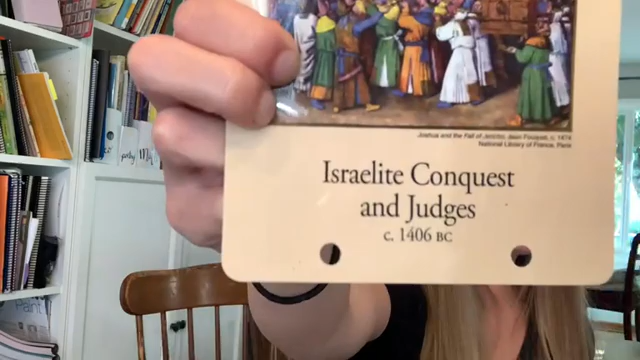 Joshua and the Fall of Jericho, Jean Fouquet, c. 1474
National Library of France, Paris
Israelite Conquest
and Judges
c. 1406 BC